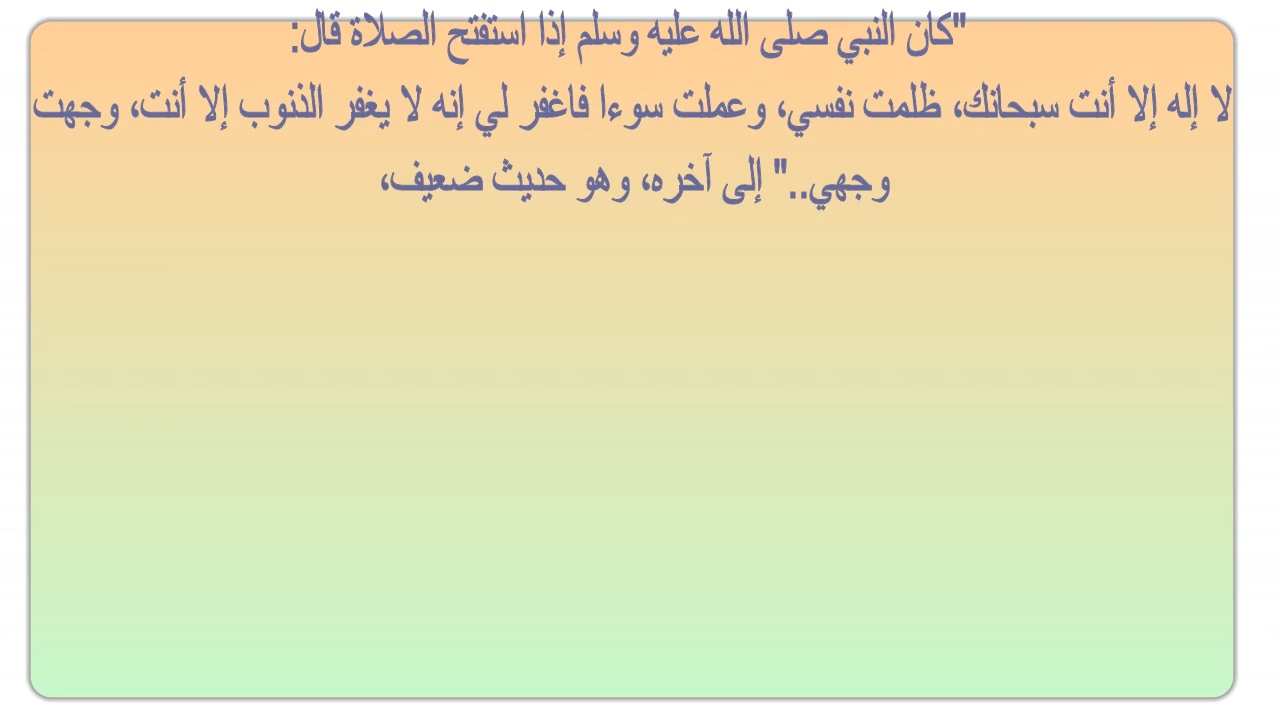 "كان النبي صلى الله عليه وسلم إذا استفتح الصلاة قال:
لا إله إلا أنت سبحانك، ظلمت نفسي، وعملت سوءا فاغفر لي إنه لا يغفر الذنوب إلا أنت، وجهت
وجهي.." إلى آخره، وهو حديث ضعيف،